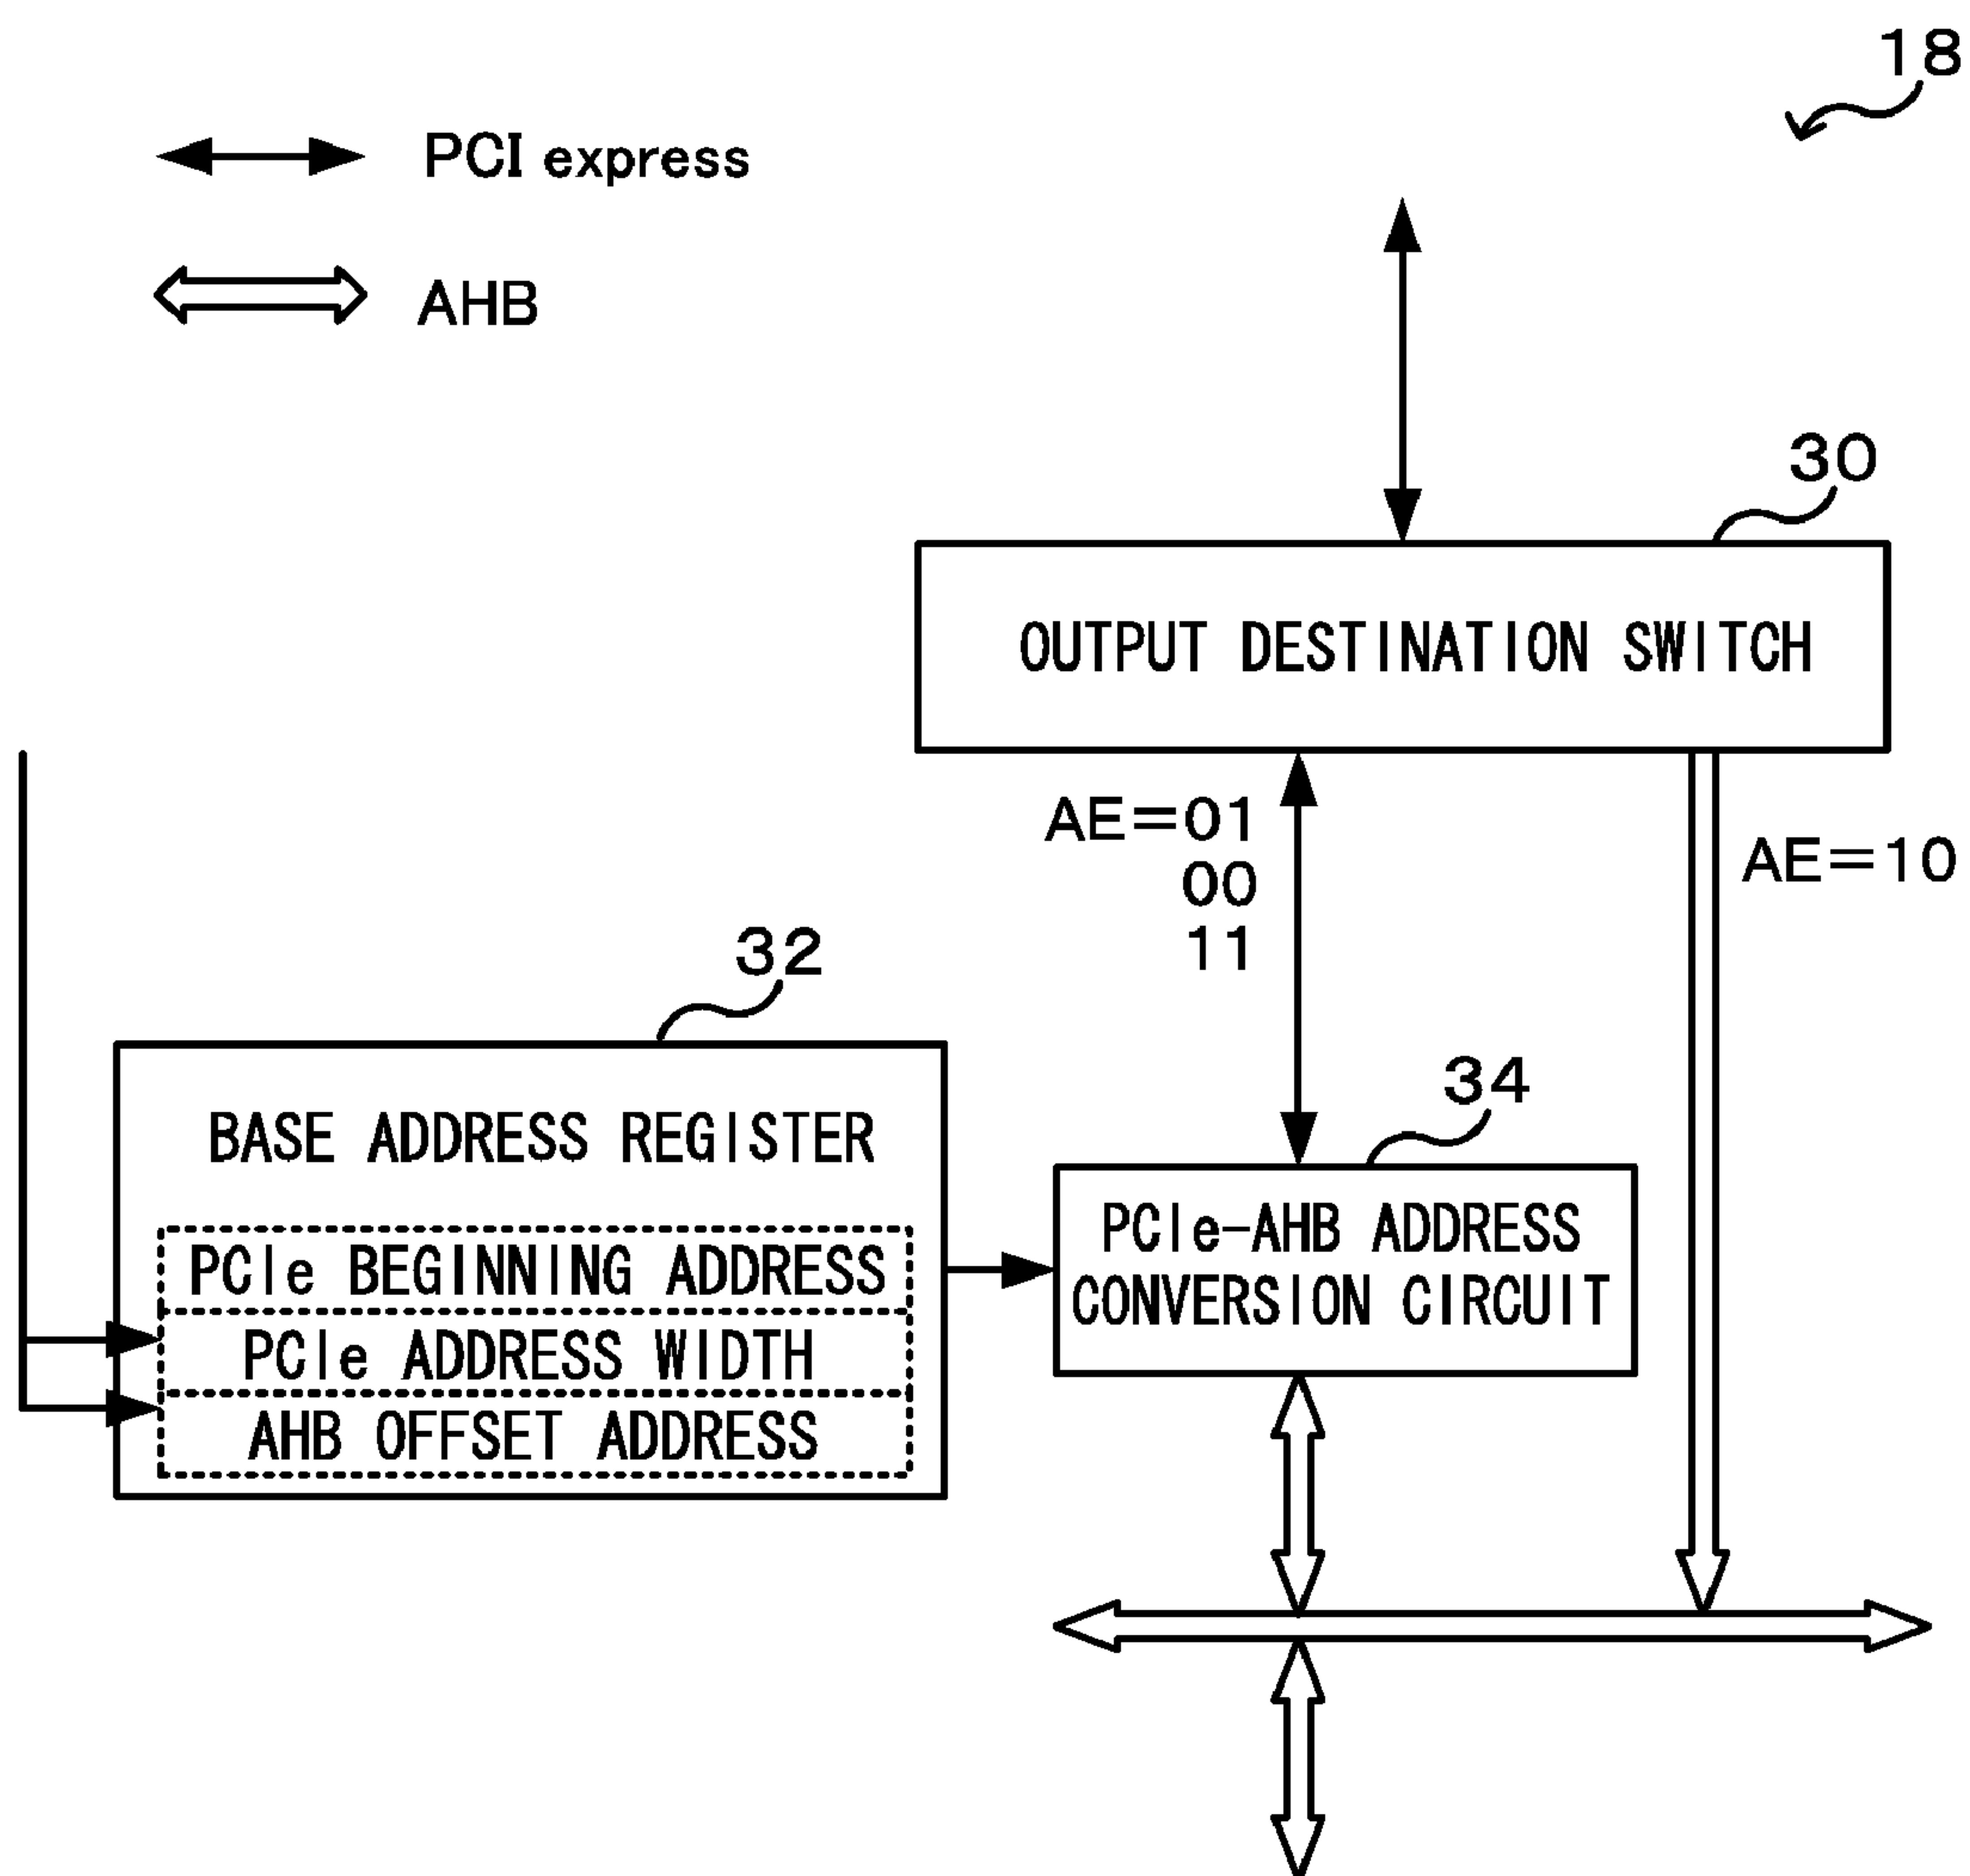 18
PCI express
AHB
30
OUTPUT DESTINATION SWITCH
AE=01
00
11
AE=10
32
BASE ADDRESS REGISTER
PCIe BEGINNING ADDRESS
PCIe ADDRESS WIDTH
AHB OFFSET ADDRESS
34
PCIe-AHB ADDRESS
CONVERSION CIRCUIT